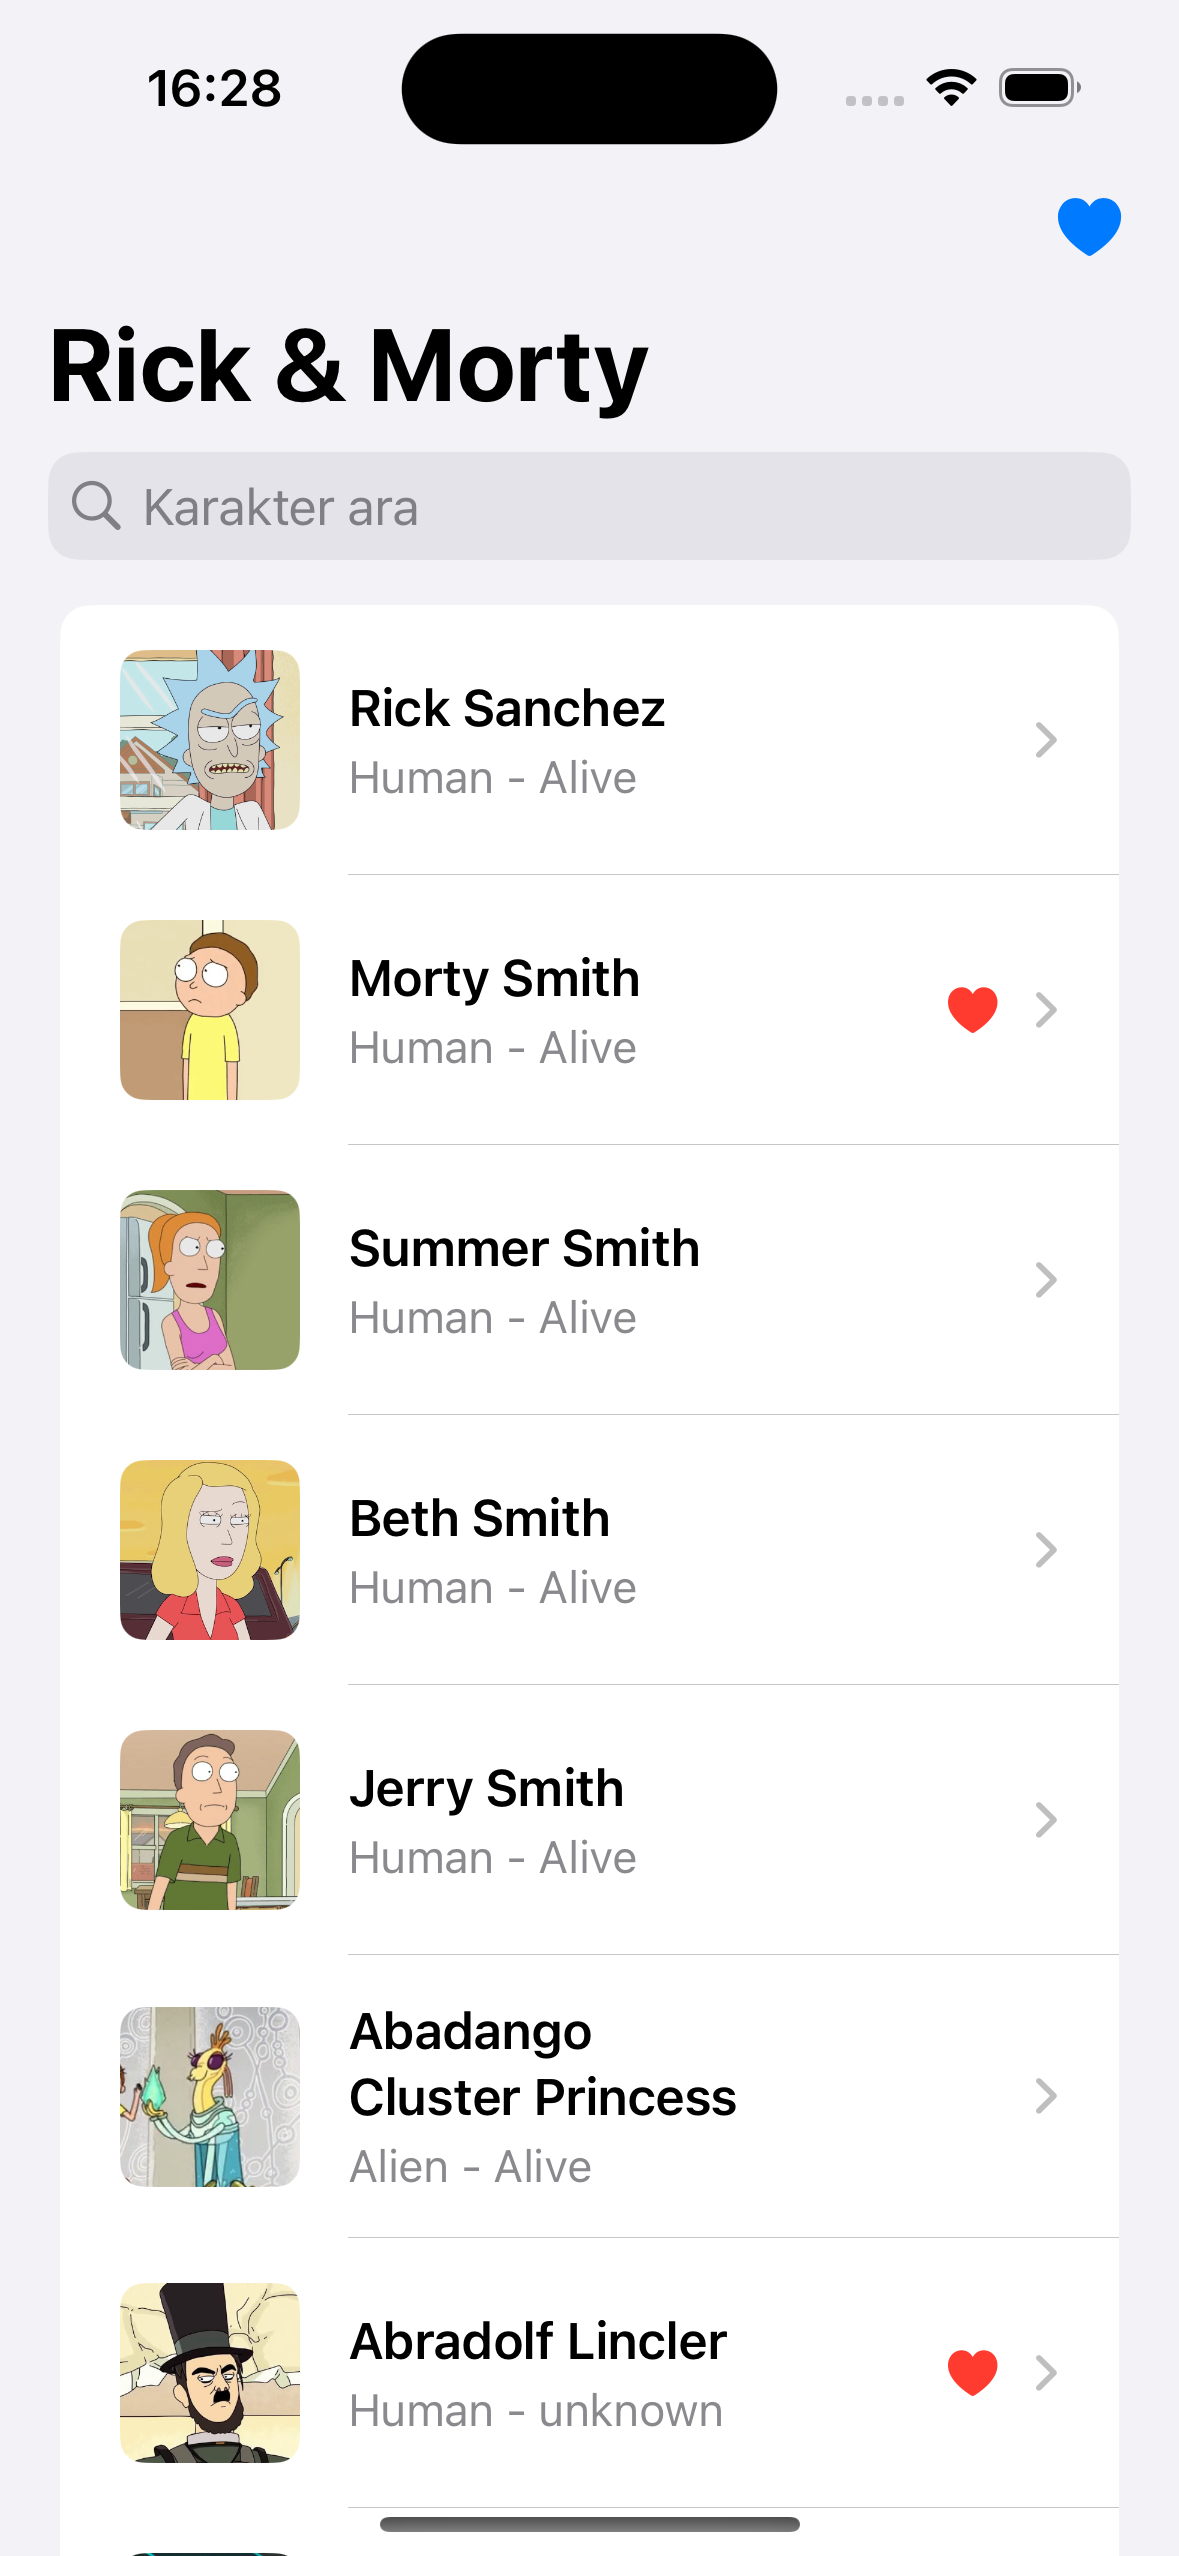 16:28
Rick & Morty
Karakter ara
Rick Sanchez
Human - Alive
Morty Smith
Human - Alive
Summer Smith
Human - Alive
Beth Smith
Human - Alive
Jerry Smith
Human - Alive
Abadango
Cluster Princess
Alien - Alive
Abradolf Lincler
Human - unknown